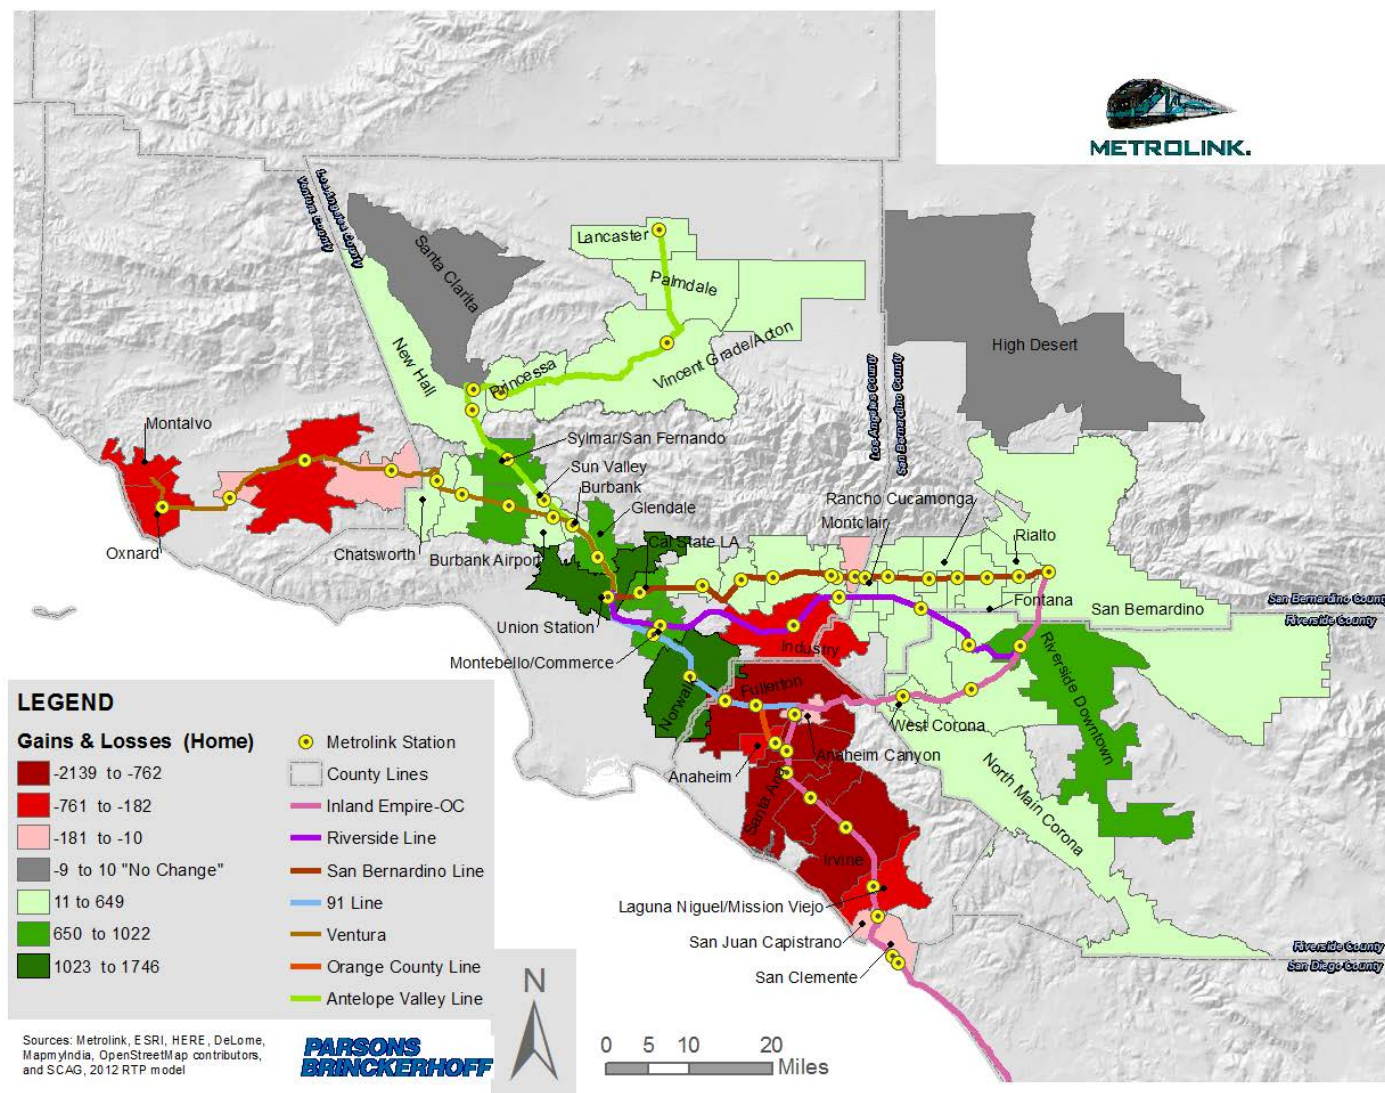 METROLINK.
Los Angeles County
Ventura County
Lancaster
Santa Clarita
Palmdale
High Desert
New Hall
Princessa
Vincent Grade/Acton
Los Angeles County
San Bernardino County
Montalvo
Sylmar/San Fernando
Sun Valley
Burbank
Rancho Cucamonga
Glendale
Montclair
Rialto
Oxnard
Chatsworth
Burbank Airport
Cal State LA
Fontana
San Bernardino
San Bernardino County
Riverside County
Union Station
Industry
Montebello/Commerce
Riverside Downtown
Norwalk
Fullerton
West Corona
Anaheim Canyon
Anaheim
North Main Corona
Santa Ana
Irvine
Laguna Niguel/Mission Viejo
San Juan Capistrano
San Clemente
Riverside County
San Diego County
LEGEND
Gains & Losses (Home)
-2139 to -762
-761 to -182
-181 to -10
-9 to 10 "No Change"
11 to 649
650 to 1022
1023 to 1746
Metrolink Station
County Lines
Inland Empire-OC
Riverside Line
San Bernardino Line
91 Line
Ventura
Orange County Line
Antelope Valley Line
Sources: Metrolink, ESRI, HERE, DeLorme,
MapmyIndia, OpenStreetMap contributors,
and SCAG, 2012 RTP model
PARSONS
BRINCKERHOFF
N
0 5 10 20
Miles